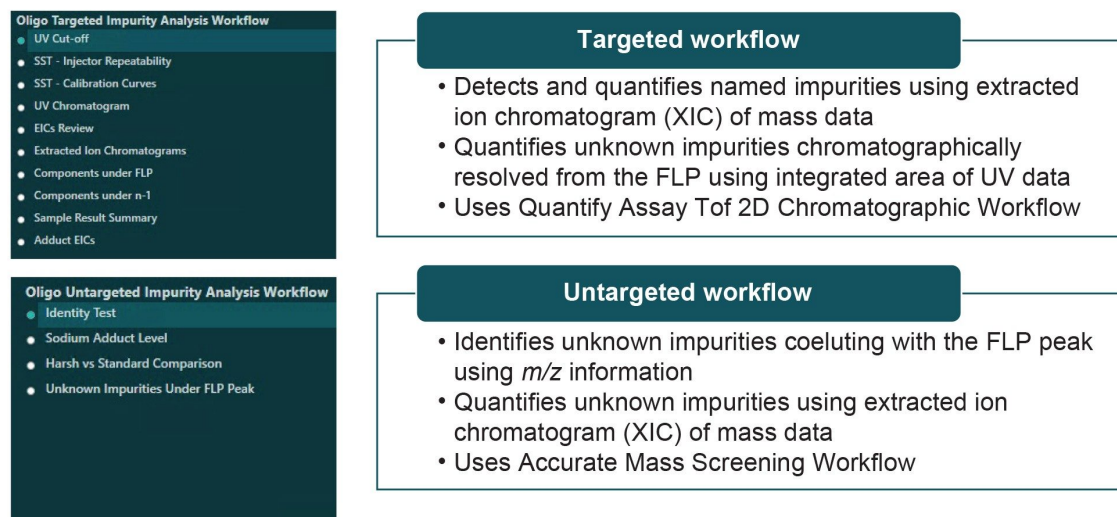 Oligo Targeted Impurity Analysis Workflow
UV Cut-off
SST - Injector Repeatability
SST - Calibration Curves
UV Chromatogram
EICs Review
Extracted Ion Chromatograms
Components under FLP
Components under n-1
Sample Result Summary
Adduct EICs
Targeted workflow
• Detects and quantifies named impurities using extracted
ion chromatogram (XIC) of mass data
• Quantifies unknown impurities chromatographically
resolved from the FLP using integrated area of UV data
• Uses Quantify Assay Tof 2D Chromatographic Workflow
Oligo Untargeted Impurity Analysis Workflow
Identity Test
Sodium Adduct Level
Harsh vs Standard Comparison
Unknown Impurities Under FLP Peak
Untargeted workflow
• Identifies unknown impurities coeluting with the FLP peak
using m/z information
• Quantifies unknown impurities using extracted ion
chromatogram (XIC) of mass data
• Uses Accurate Mass Screening Workflow